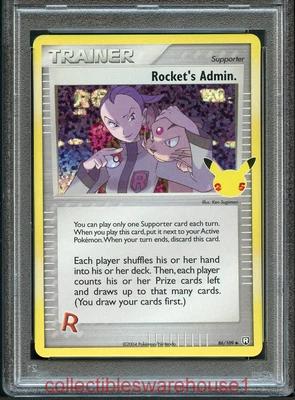 TRAINER
Supporter
Rocket's Admin.
25
Illus. Ken Sugimori
You can play only one Supporter card each turn.
When you play this card, put it next to your Active
Pokémon. When your turn ends, discard this card.
Each player shuffles his or her hand
into his or her deck. Then, each player
counts his or her Prize cards left
and draws up to that many cards.
(You draw your cards first.)
R
©2004 Pokémon/Nintendo
86/109
R
collectibleswarehouse1